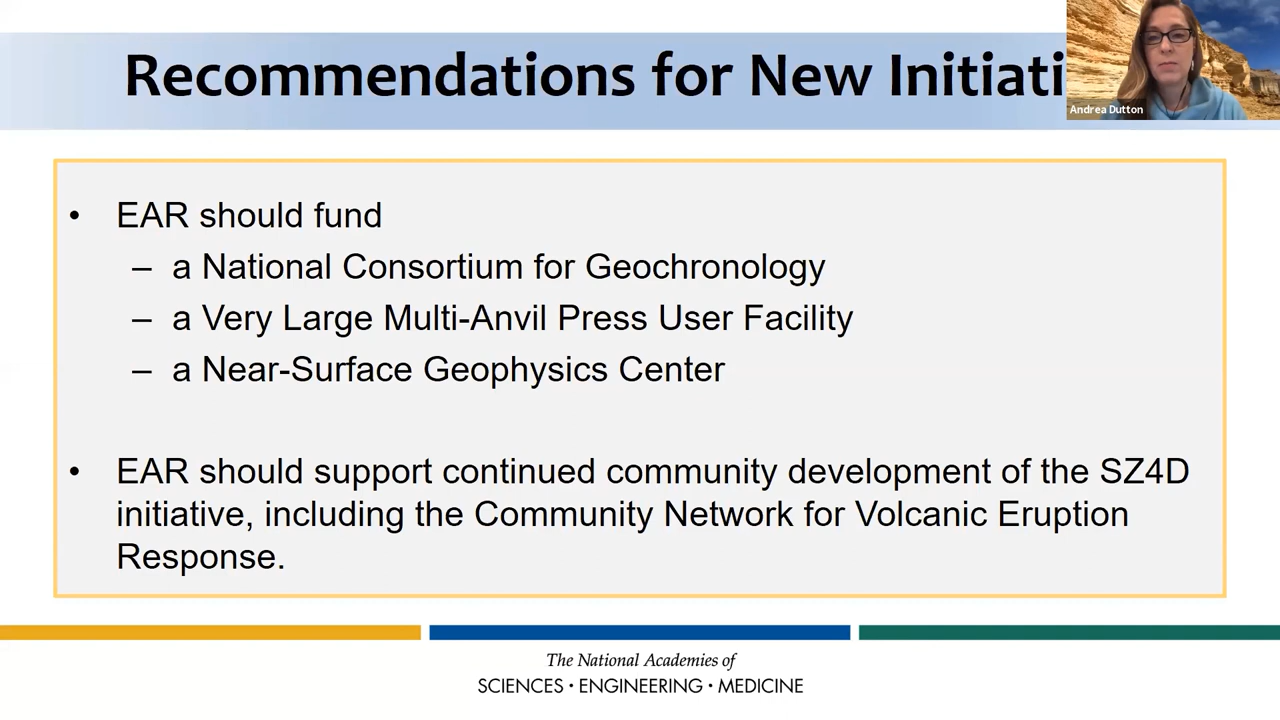 Recommendations for New Initiati
Andrea Dutton
• EAR should fund
– a National Consortium for Geochronology
– a Very Large Multi-Anvil Press User Facility
– a Near-Surface Geophysics Center
• EAR should support continued community development of the SZ4D
initiative, including the Community Network for Volcanic Eruption
Response.
The National Academies of
SCIENCES · ENGINEERING · MEDICINE